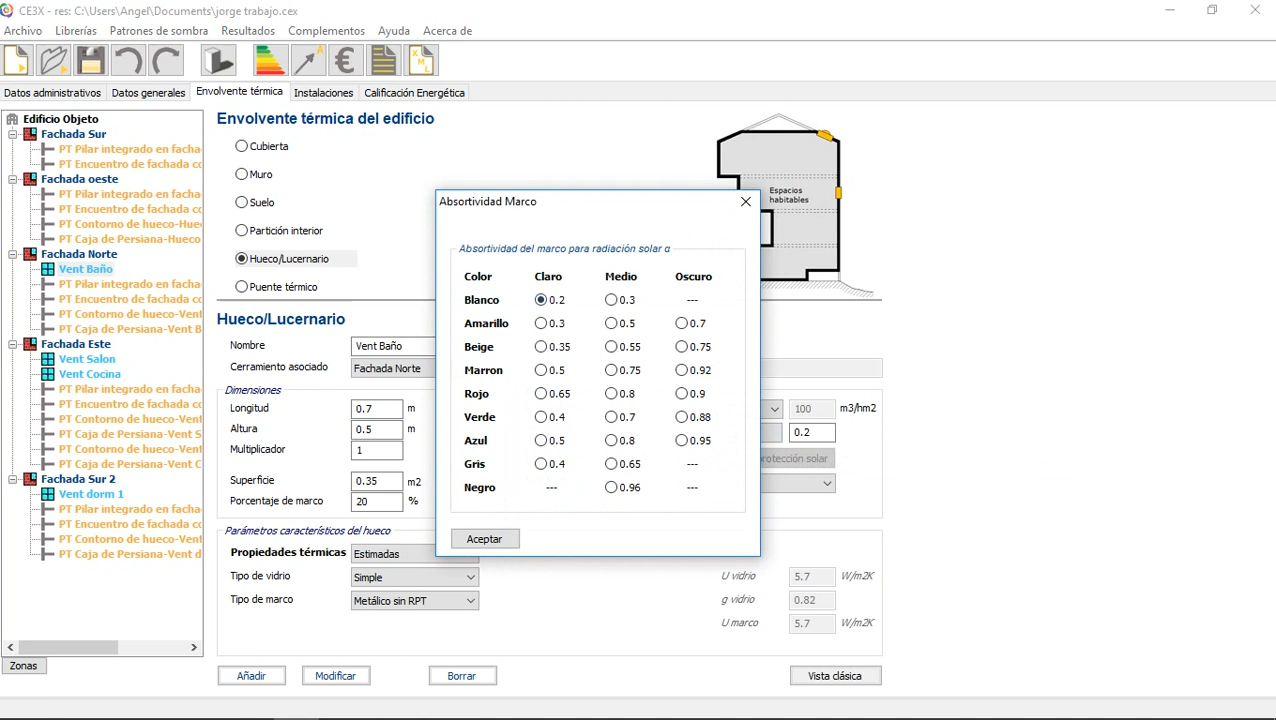 CE3X - res: C:\Users\Angel\Documents\jorge trabajo.cex
Archivo Librerías Patrones de sombra Resultados Complementos Ayuda Acerca de
Datos administrativos Datos generales Envolvente térmica Instalaciones Calificación Energética
Edificio Objeto
Fachada Sur
PT Pilar integrado en facha
PT Encuentro de fachada co
Fachada oeste
PT Pilar integrado en facha
PT Encuentro de fachada co
PT Contorno de hueco-Hue
PT Caja de Persiana-Hueco
Fachada Norte
Vent Baño
PT Pilar integrado en facha
PT Encuentro de fachada co
PT Contorno de hueco-Vent
PT Caja de Persiana-Vent B
Fachada Este
Vent Salon
Vent Cocina
PT Pilar integrado en facha
PT Encuentro de fachada co
PT Contorno de hueco-Vent
PT Caja de Persiana-Vent S
PT Contorno de hueco-Vent
PT Caja de Persiana-Vent C
Fachada Sur 2
Vent dorm 1
PT Pilar integrado en facha
PT Encuentro de fachada co
PT Contorno de hueco-Vent
PT Caja de Persiana-Vent d
Zonas
Envolvente térmica del edificio
Cubierta
Muro
Suelo
Partición interior
Hueco/Lucernario
Puente térmico
Espacios
habitables
Hueco/Lucernario
Nombre Vent Baño
Cerramiento asociado Fachada Norte
Dimensiones
Longitud 0.7 m
Altura 0.5 m
Multiplicador 1
Superficie 0.35 m2
Porcentaje de marco 20 %
100 m3/hm2
0.2
protección solar
Parámetros característicos del hueco
Propiedades térmicas Estimadas
Tipo de vidrio Simple
Tipo de marco Metálico sin RPT
U vidrio 5.7 W/m2K
g vidrio 0.82
U marco 5.7 W/m2K
Añadir Modificar Borrar Vista clásica
Absortividad Marco
Absortividad del marco para radiación solar α
Color Claro Medio Oscuro
Blanco 0.2 0.3 ---
Amarillo 0.3 0.5 0.7
Beige 0.35 0.55 0.75
Marron 0.5 0.75 0.92
Rojo 0.65 0.8 0.9
Verde 0.4 0.7 0.88
Azul 0.5 0.8 0.95
Gris 0.4 0.65 ---
Negro --- 0.96 ---
Aceptar